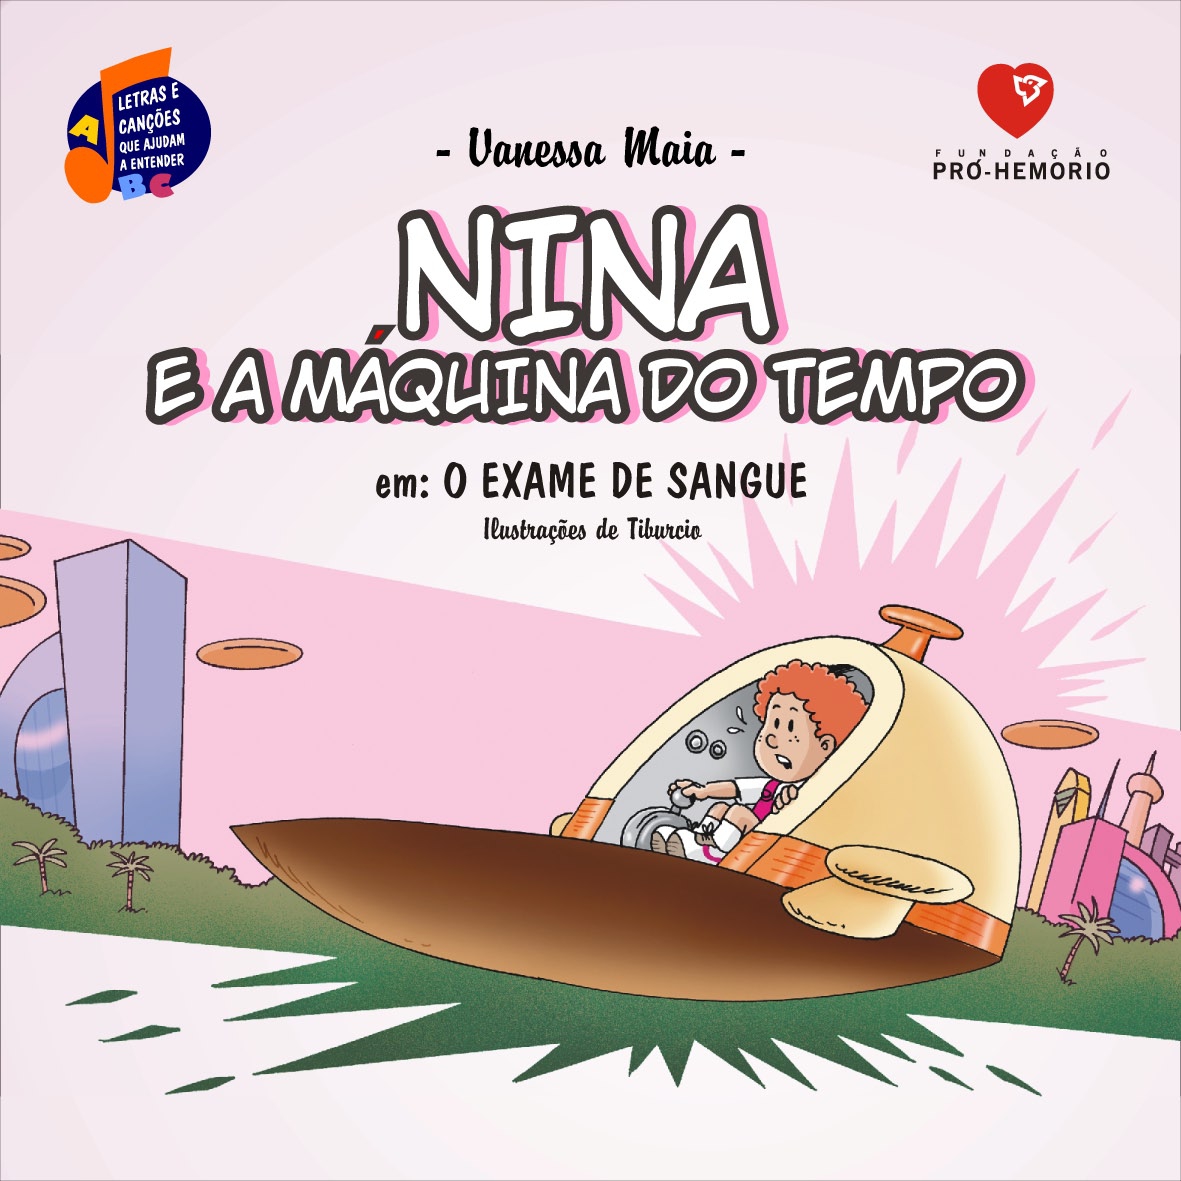 A
LETRAS E
CANÇÕES
QUE AJUDAM
A ENTENDER
BC
- Vanessa Maia -
FUNDAÇÃO
PRÓ-HEMORIO
NINA
E A MÁQUINA DO TEMPO
em: O EXAME DE SANGUE
Ilustrações de Tiburcio